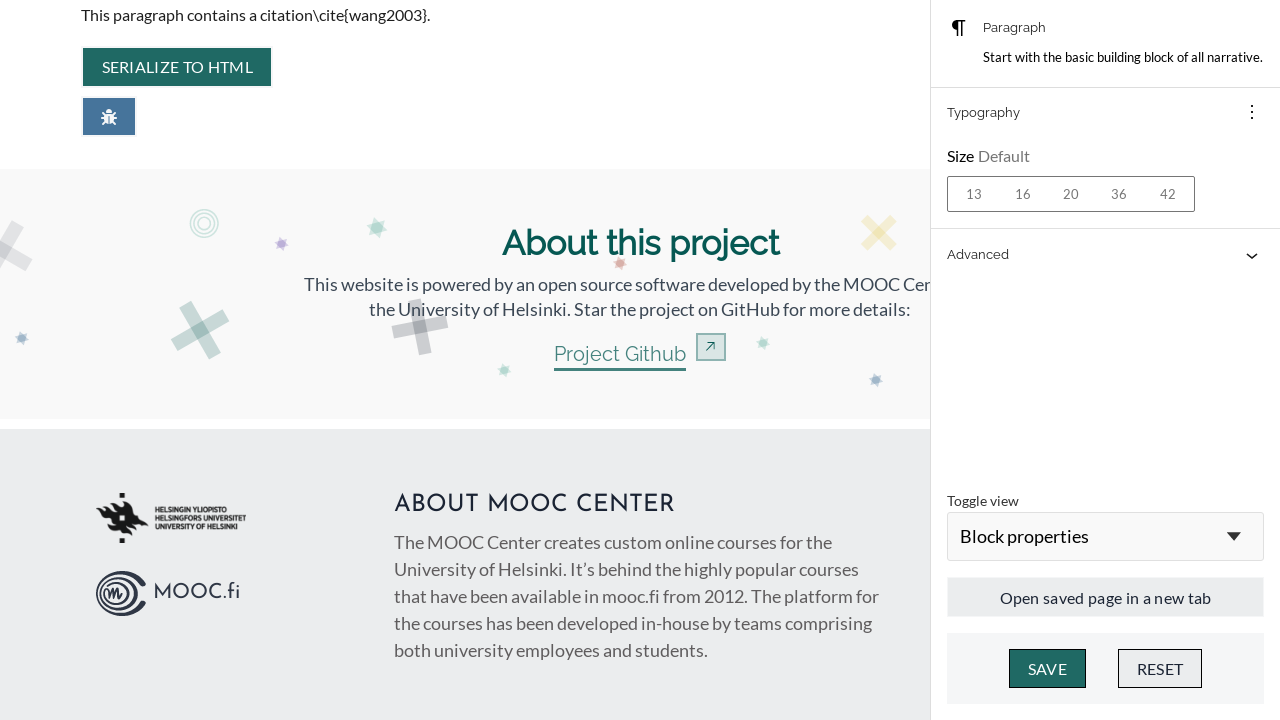 This paragraph contains a citation\cite{wang2003}.
SERIALIZE TO HTML
About this project
This website is powered by an open source software developed by the MOOC Cer
the University of Helsinki. Star the project on GitHub for more details:
Project Github
HELSINGIN YLIOPISTO
HELSINGFORS UNIVERSITET
UNIVERSITY OF HELSINKI
MOOC.fi
ABOUT MOOC CENTER
The MOOC Center creates custom online courses for the
University of Helsinki. It’s behind the highly popular courses
that have been available in mooc.fi from 2012. The platform for
the courses has been developed in-house by teams comprising
both university employees and students.
Paragraph
Start with the basic building block of all narrative.
Typography
Size Default
13 16 20 36 42
Advanced
Toggle view
Block properties
Open saved page in a new tab
SAVE RESET